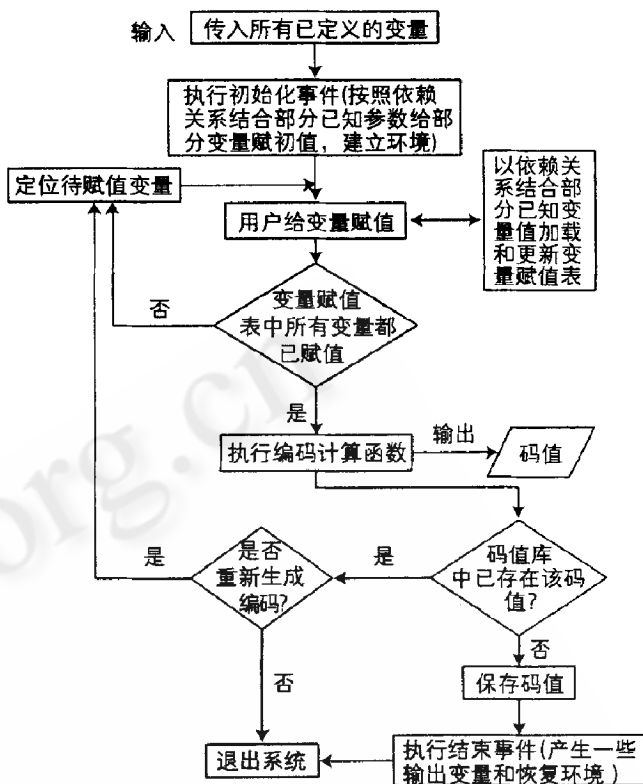 输入
传入所有已定义的变量
执行初始化事件(按照依赖
关系结合部分已知参数给部
分变量赋初值，建立环境)
定位待赋值变量
用户给变量赋值
以依赖关
系结合部
分已知变
量值加载
和更新变
量赋值表
变量赋值
表中所有变量都
已赋值
否
是
执行编码计算函数
输出
码值
码值库
中已存在该码
值?
是
是否
重新生成
编码?
是
否
否
保存码值
执行结束事件(产生一些
输出变量和恢复环境)
退出系统
org.cn